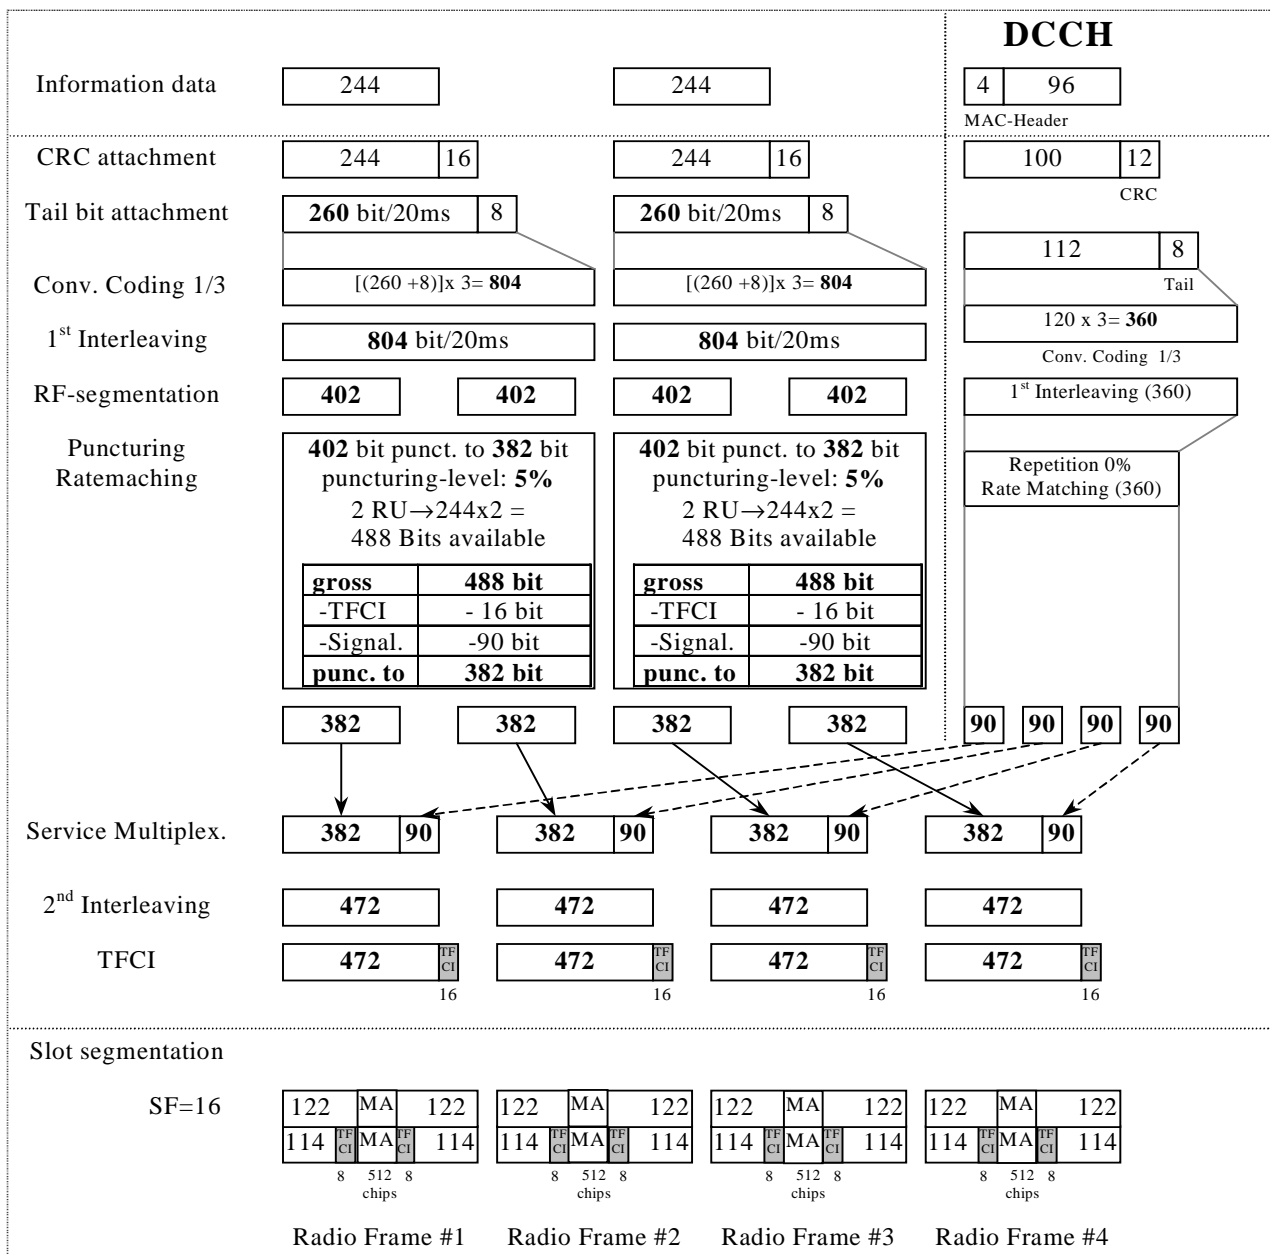 DCCH
Information data 244 244 4 96
MAC-Header
CRC attachment 244 16 244 16 100 12
CRC
Tail bit attachment 260 bit/20ms 8 260 bit/20ms 8
112 8
Tail
Conv. Coding 1/3 [(260 +8)]x 3= 804 [(260 +8)]x 3= 804
120 x 3= 360
Conv. Coding 1/3
1st Interleaving 804 bit/20ms 804 bit/20ms
RF-segmentation 402 402 402 402 1st Interleaving (360)
Puncturing
Ratemaching
402 bit punct. to 382 bit
puncturing-level: 5%
2 RU→244x2 =
488 Bits available
gross 488 bit
-TFCI - 16 bit
-Signal. -90 bit
punc. to 382 bit
402 bit punct. to 382 bit
puncturing-level: 5%
2 RU→244x2 =
488 Bits available
gross 488 bit
-TFCI - 16 bit
-Signal. -90 bit
punc. to 382 bit
Repetition 0%
Rate Matching (360)
382 382 382 382 90 90 90 90
Service Multiplex. 382 90 382 90 382 90 382 90
2nd Interleaving 472 472 472 472
TFCI 472 TF CI 472 TF CI 472 TF CI 472 TF CI
16 16 16 16
Slot segmentation
SF=16 122 MA 122 122 MA 122 122 MA 122 122 MA 122
114 TF CI MA TF CI 114 114 TF CI MA TF CI 114 114 TF CI MA TF CI 114 114 TF CI MA TF CI 114
8 512 8 8 512 8 8 512 8 8 512 8
chips chips chips chips
Radio Frame #1 Radio Frame #2 Radio Frame #3 Radio Frame #4